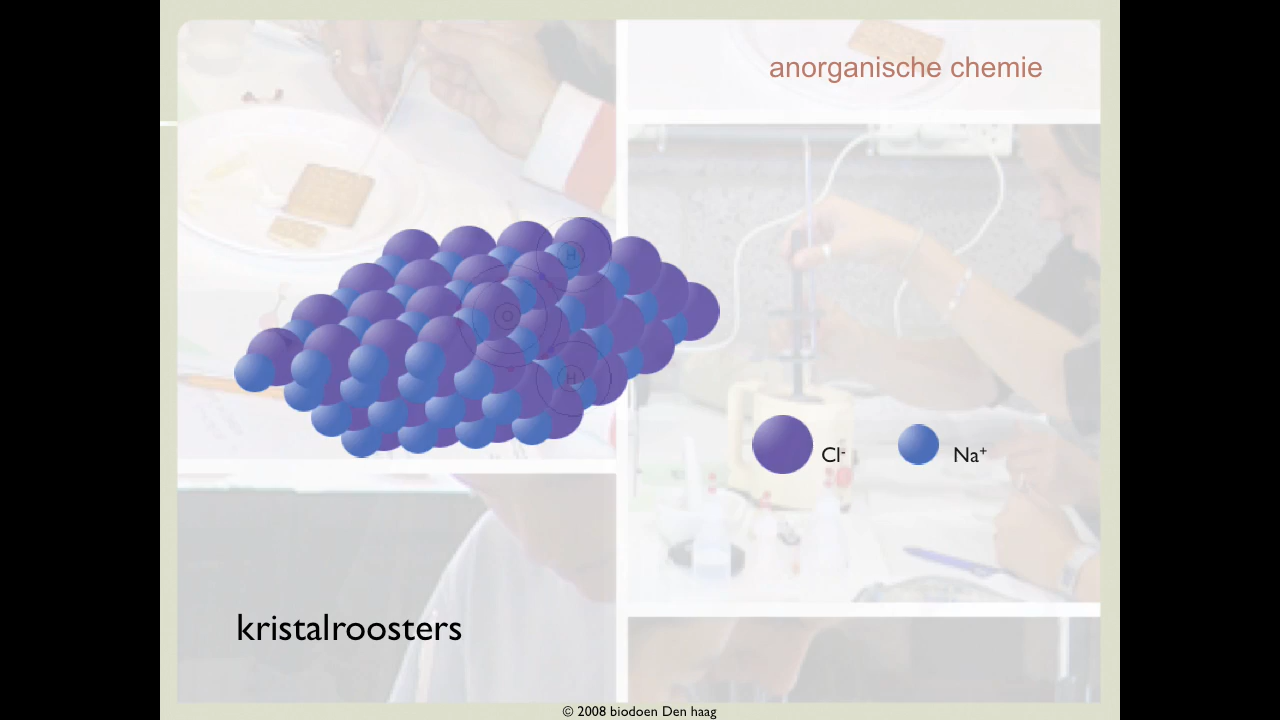 anorganische chemie
H
O
H
Cl-
Na+
kristalroosters
© 2008 biodoen Den haag